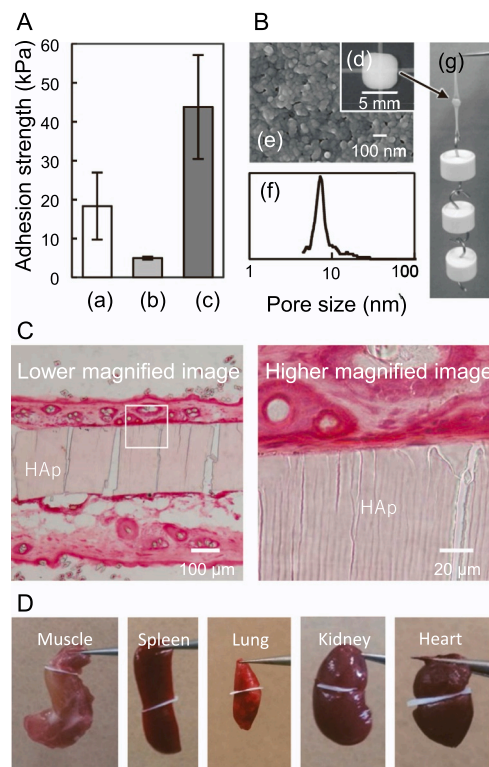 A
Adhesion strength (kPa)
60
50
40
30
20
10
0
(a) (b) (c)
B
(d)
5 mm
(e)
100 nm
(f)
1 10 100
Pore size (nm)
(g)
C
Lower magnified image
HAp
100 µm
Higher magnified image
HAp
20 µm
D
Muscle
Spleen
Lung
Kidney
Heart